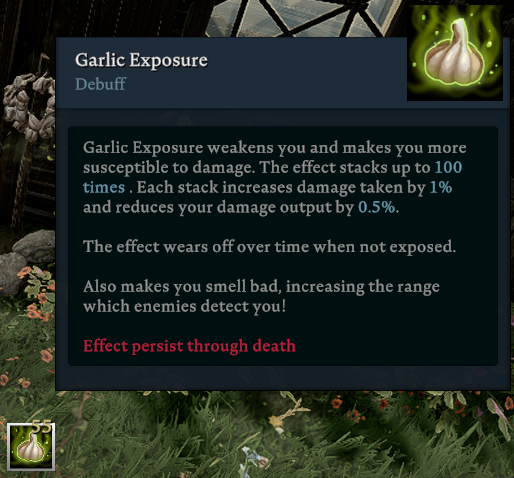 Garlic Exposure
Debuff
Garlic Exposure weakens you and makes you more
susceptible to damage. The effect stacks up to 100
times . Each stack increases damage taken by 1%
and reduces your damage output by 0.5%.
The effect wears off over time when not exposed.
Also makes you smell bad, increasing the range
which enemies detect you!
Effect persist through death
55